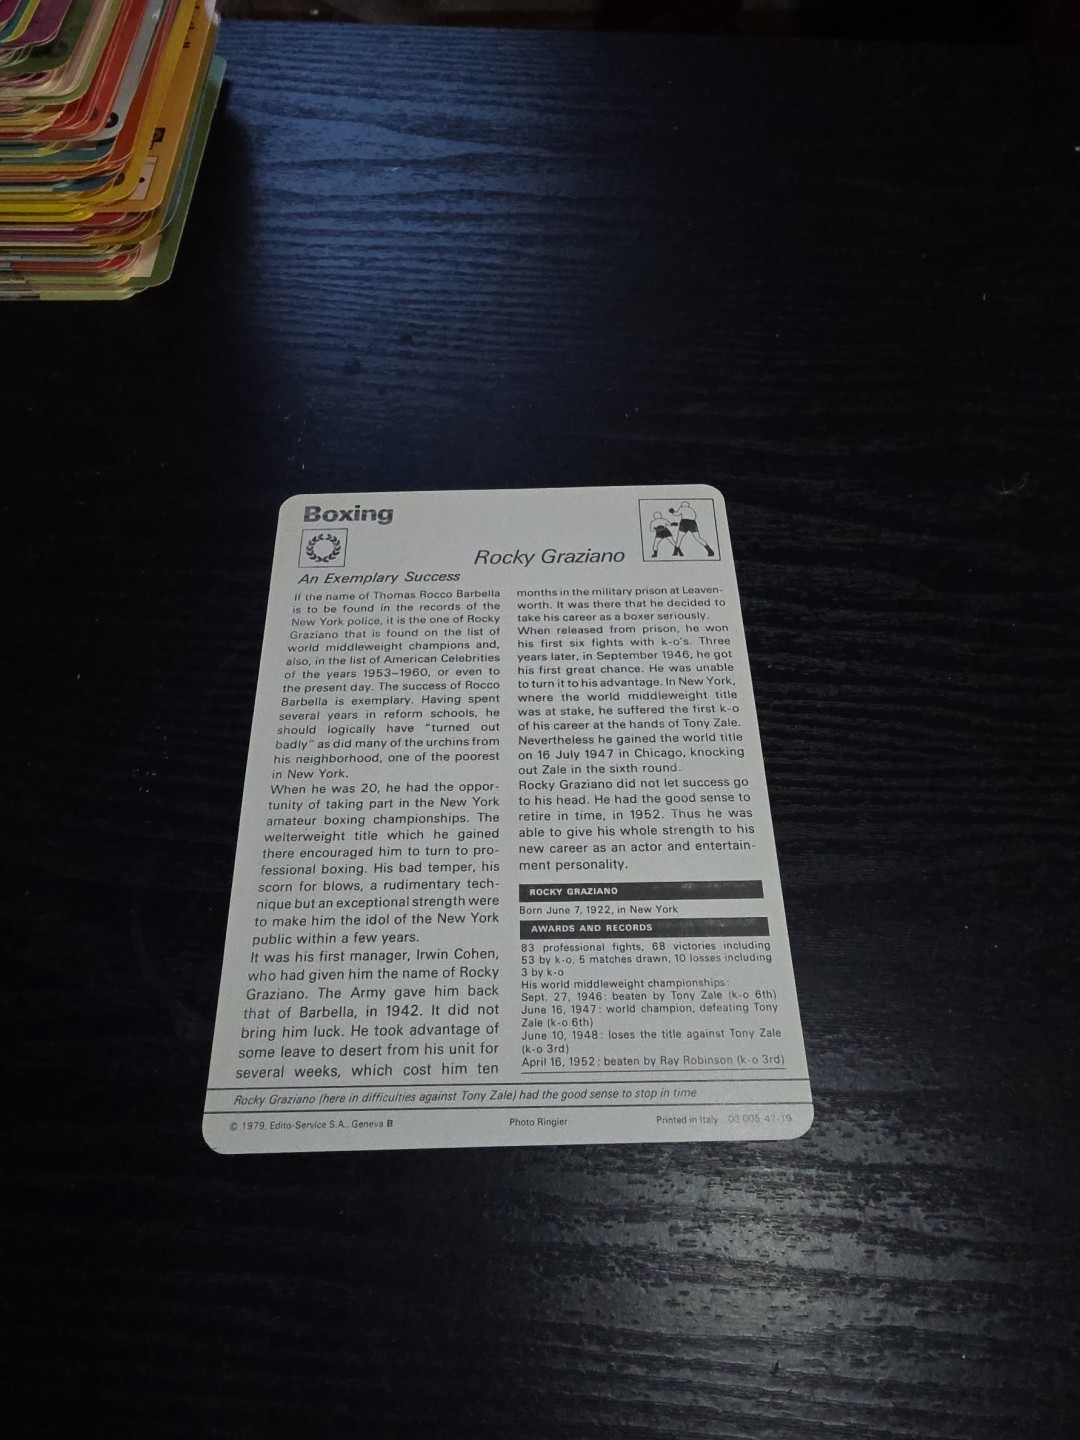 Boxing
Rocky Graziano
An Exemplary Success
If the name of Thomas Rocco Barbella
is to be found in the records of the
New York police, it is the one of Rocky
Graziano that is found on the list of
world middleweight champions and,
also, in the list of American Celebrities
of the years 1953–1960, or even to
the present day. The success of Rocco
Barbella is exemplary. Having spent
several years in reform schools, he
should logically have "turned out
badly" as did many of the urchins from
his neighborhood, one of the poorest
in New York.
When he was 20, he had the oppor-
tunity of taking part in the New York
amateur boxing championships. The
welterweight title which he gained
there encouraged him to turn to pro-
fessional boxing. His bad temper, his
scorn for blows, a rudimentary tech-
nique but an exceptional strength were
to make him the idol of the New York
public within a few years.
It was his first manager, Irwin Cohen,
who had given him the name of Rocky
Graziano. The Army gave him back
that of Barbella, in 1942. It did not
bring him luck. He took advantage of
some leave to desert from his unit for
several weeks, which cost him ten
months in the military prison at Leaven-
worth. It was there that he decided to
take his career as a boxer seriously.
When released from prison, he won
his first six fights with k-o's. Three
years later, in September 1946, he got
his first great chance. He was unable
to turn it to his advantage. In New York,
where the world middleweight title
was at stake, he suffered the first k-o
of his career at the hands of Tony Zale.
Nevertheless he gained the world title
on 16 July 1947 in Chicago, knocking
out Zale in the sixth round.
Rocky Graziano did not let success go
to his head. He had the good sense to
retire in time, in 1952. Thus he was
able to give his whole strength to his
new career as an actor and entertain-
ment personality.
ROCKY GRAZIANO
Born June 7, 1922, in New York
AWARDS AND RECORDS
83 professional fights, 68 victories including
53 by k-o, 5 matches drawn, 10 losses including
3 by k-o
His world middleweight championships:
Sept. 27, 1946: beaten by Tony Zale (k-o 6th)
June 16, 1947: world champion, defeating Tony
Zale (k-o 6th)
June 10, 1948: loses the title against Tony Zale
(k-o 3rd)
April 16, 1952: beaten by Ray Robinson (k-o 3rd)
Rocky Graziano (here in difficulties against Tony Zale) had the good sense to stop in time
© 1979, Edito-Service S.A., Geneva B
Photo Ringier
Printed in Italy 03 005 47-19